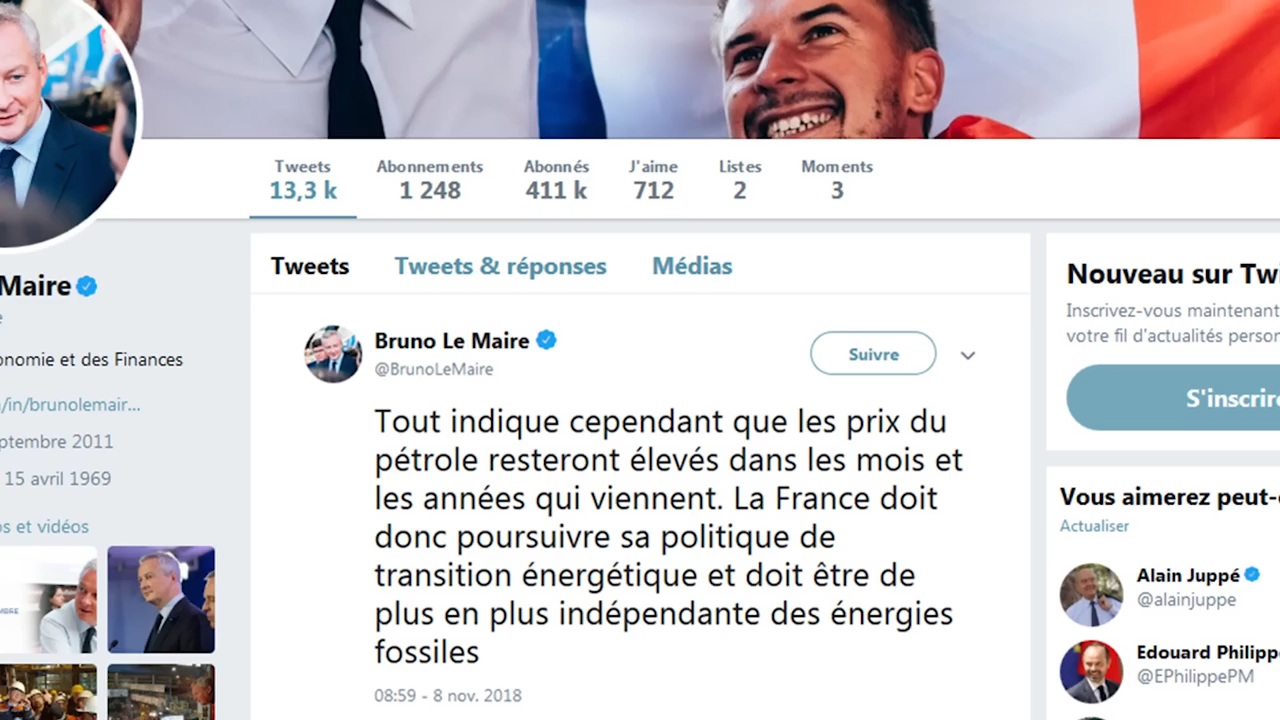 Tweets
Abonnements
Abonnés
J'aime
Listes
Moments
13,3 k
1 248
411 k
712
2
3
Maire
onomie et des Finances
/in/brunolemair...
ptembre 2011
15 avril 1969
os et vidéos
Tweets
Tweets & réponses
Médias
Bruno Le Maire
@BrunoLeMaire
Suivre
Tout indique cependant que les prix du
pétrole resteront élevés dans les mois et
les années qui viennent. La France doit
donc poursuivre sa politique de
transition énergétique et doit être de
plus en plus indépendante des énergies
fossiles
08:59 - 8 nov. 2018
Nouveau sur Twi
Inscrivez-vous maintenant
votre fil d'actualités person
S'inscrire
Vous aimerez peut-
Actualiser
Alain Juppé
@alainjuppe
Edouard Philippe
@EPhilippePM